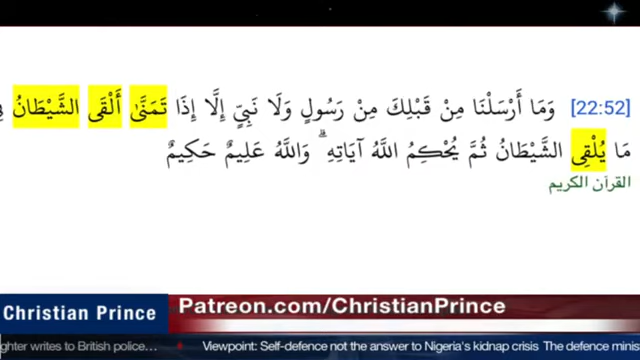 [22:52] وَمَا أَرْسَلْنَا مِنْ قَبْلِكَ مِنْ رَسُولٍ وَلَا نَبِيٍّ إِلَّا إِذَا تَمَنَّىٰ أَلْقَى الشَّيْطَانُ
مَا يُلْقِي الشَّيْطَانُ ثُمَّ يُحْكِمُ اللَّهُ آيَاتِهِ ۗ وَاللَّهُ عَلِيمٌ حَكِيمٌ
القرآن الكريم
Christian Prince
Patreon.com/ChristianPrince
ghter writes to British police... Viewpoint: Self-defence not the answer to Nigeria's kidnap crisis The defence minis